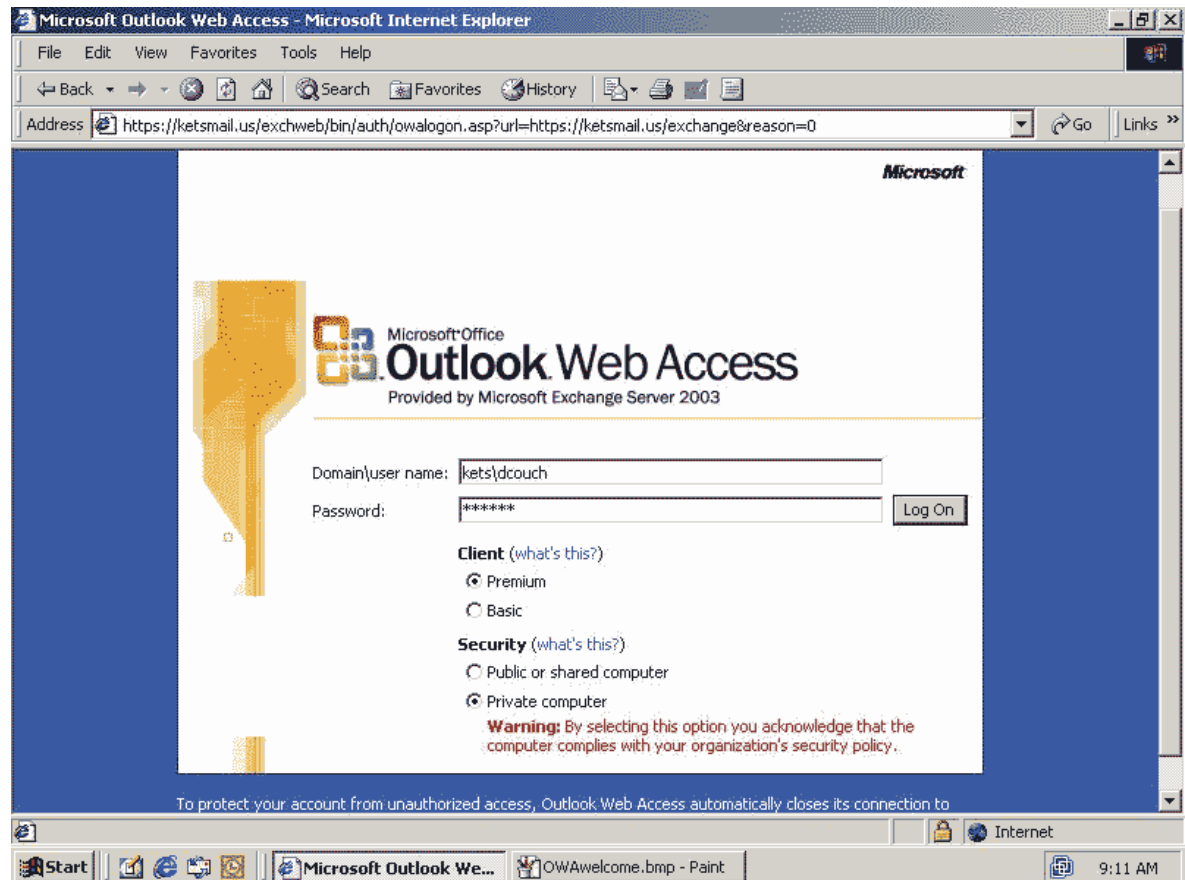 Microsoft Outlook Web Access - Microsoft Internet Explorer
File Edit View Favorites Tools Help
Back Search Favorites History
Address https://ketsmail.us/exchweb/bin/auth/owalogon.asp?url=https://ketsmail.us/exchange&reason=0 Go Links »
Microsoft
Microsoft Office
Outlook Web Access
Provided by Microsoft Exchange Server 2003
Domain\user name: kets\dcouch
Password: ******
Log On
Client (what's this?)
Premium
Basic
Security (what's this?)
Public or shared computer
Private computer
Warning: By selecting this option you acknowledge that the
computer complies with your organization's security policy.
To protect your account from unauthorized access, Outlook Web Access automatically closes its connection to
Internet
Start Microsoft Outlook We... OWAwelcome.bmp - Paint 9:11 AM